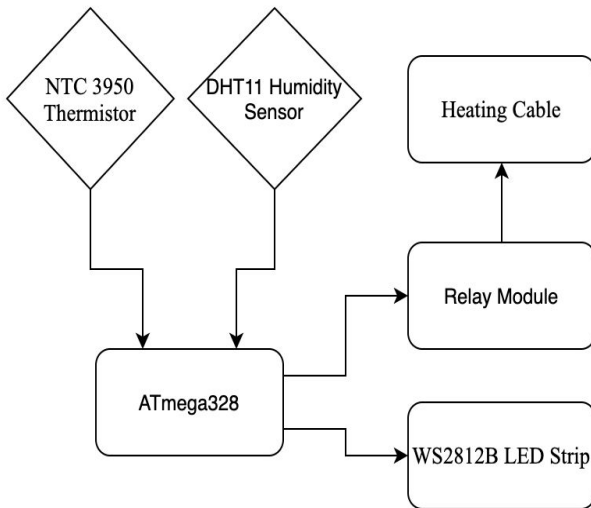 NTC 3950
Thermistor
DHT11 Humidity
Sensor
Heating Cable
Relay Module
ATmega328
WS2812B LED Strip